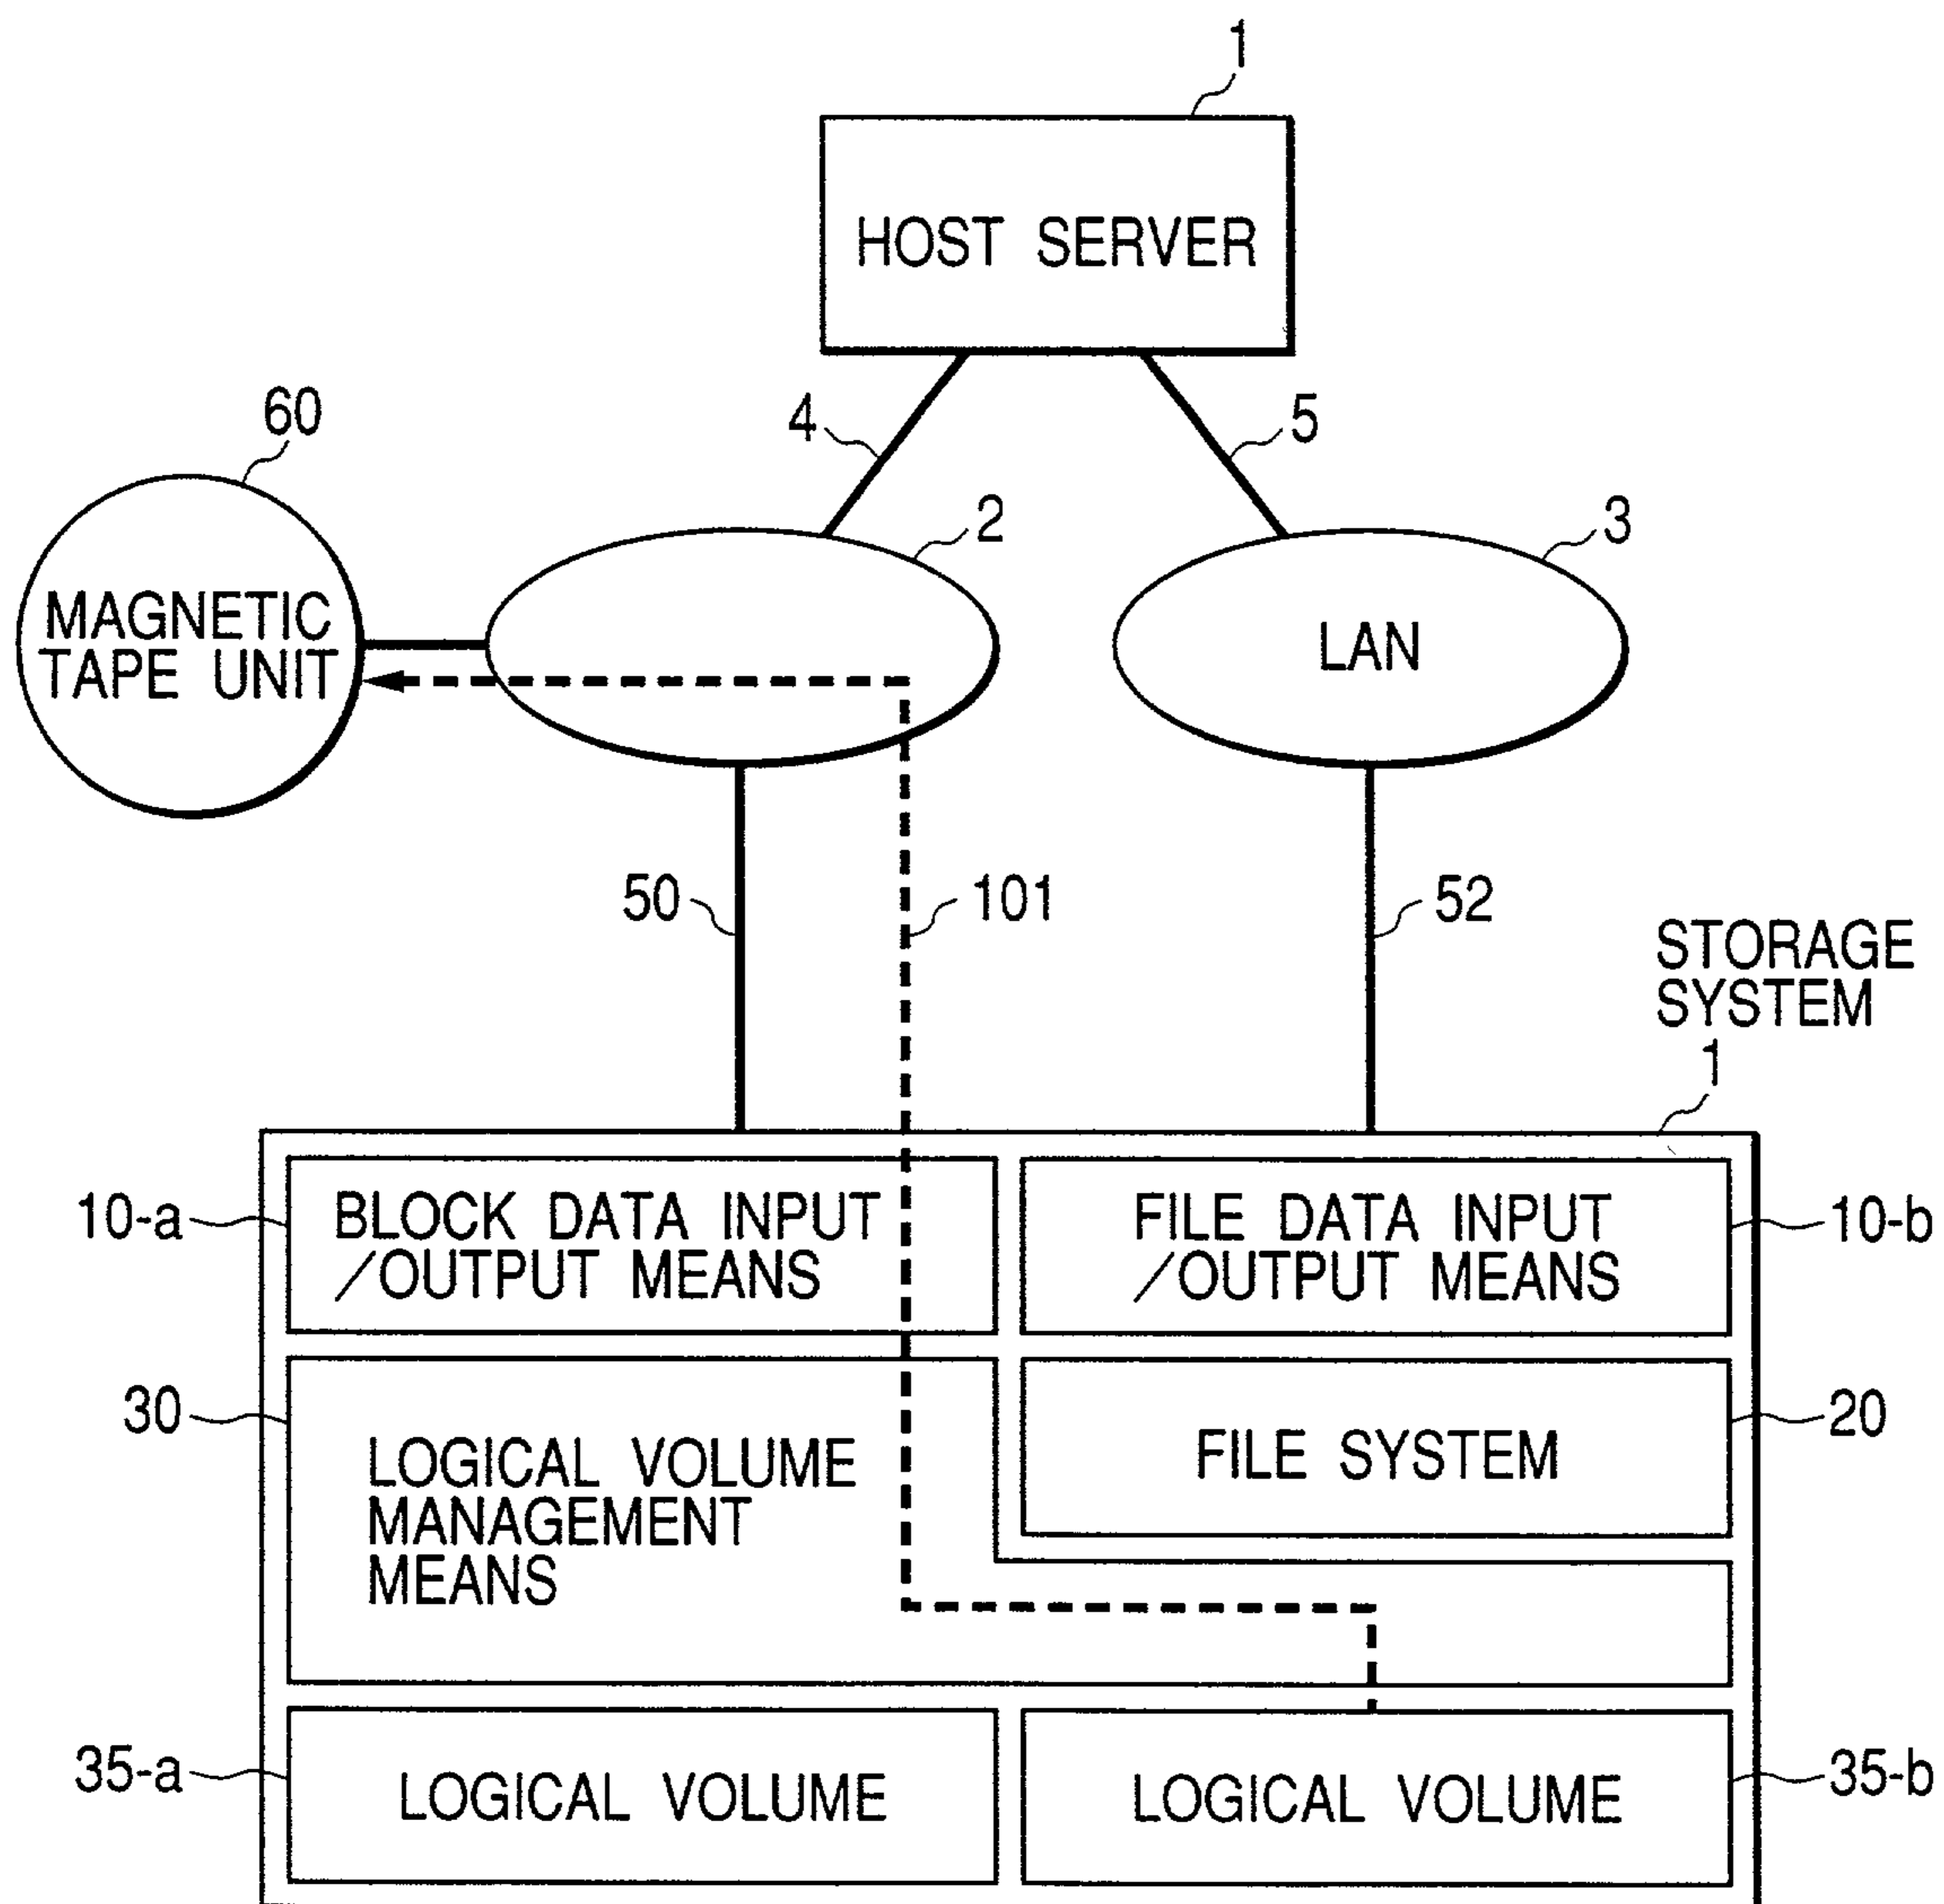 1
HOST SERVER
4
5
60
2
3
MAGNETIC
TAPE UNIT
LAN
50
101
52
STORAGE
SYSTEM
1
10-a
BLOCK DATA INPUT
/OUTPUT MEANS
FILE DATA INPUT
/OUTPUT MEANS
10-b
30
LOGICAL VOLUME
MANAGEMENT
MEANS
FILE SYSTEM
20
35-a
LOGICAL VOLUME
LOGICAL VOLUME
35-b